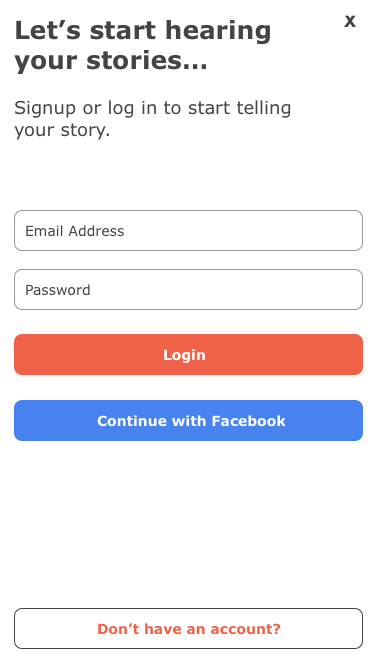 Let’s start hearing
your stories...
x
Signup or log in to start telling
your story.
Email Address
Password
Login
Continue with Facebook
Don’t have an account?